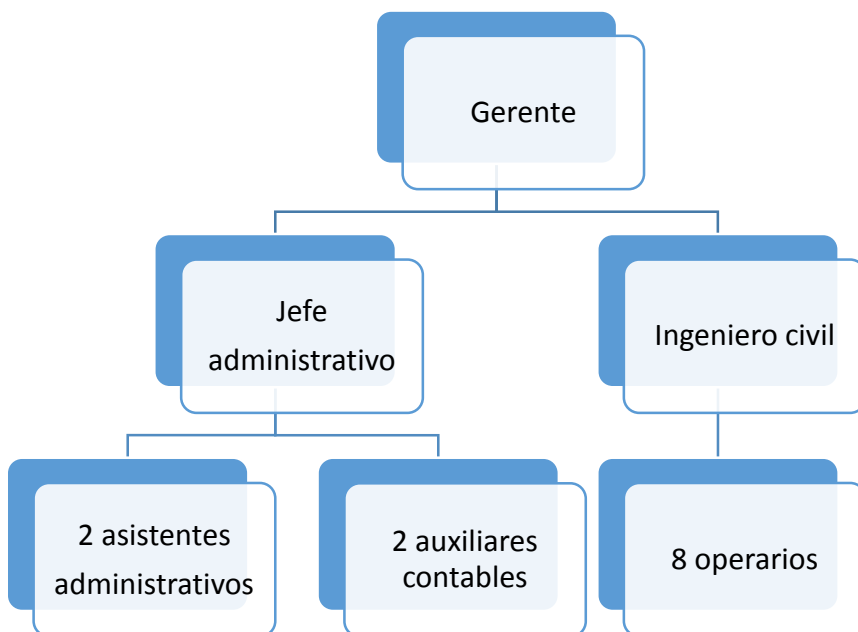 Gerente
Jefe
administrativo
Ingeniero civil
2 asistentes
administrativos
2 auxiliares
contables
8 operarios